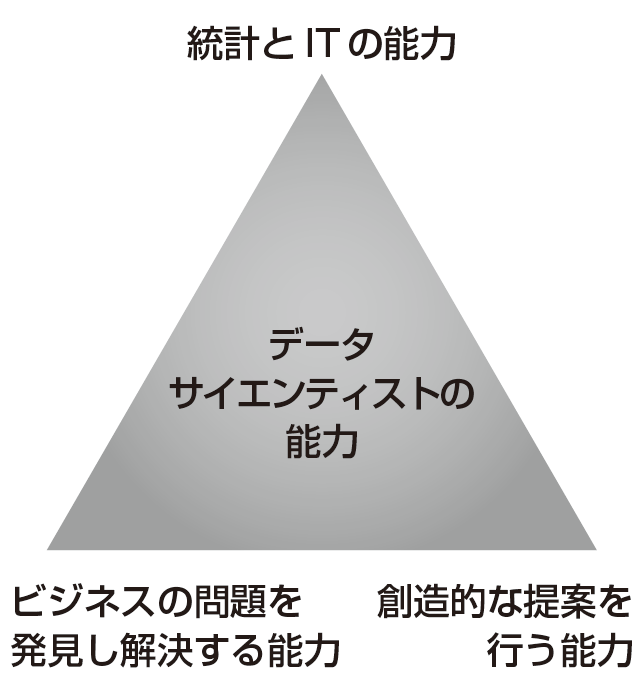 統計とITの能力
データ
サイエンティストの
能力
ビジネスの問題を
発見し解決する能力
創造的な提案を
行う能力